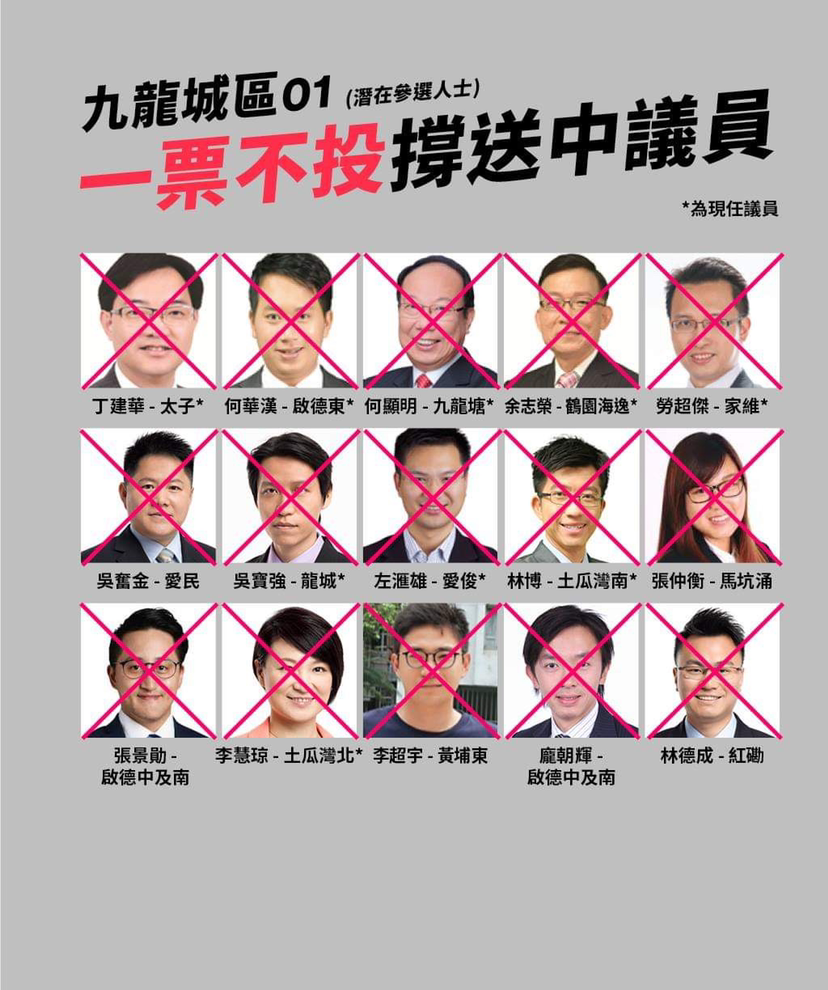 九龍城區01 (潛在參選人士)
一票不投撐送中議員
*為現任議員
丁建華 - 太子* 何華漢 - 啟德東* 何顯明 - 九龍塘* 余志榮 - 鶴園海逸* 勞超傑 - 家維*
吳奮金 - 愛民 吳寶強 - 龍城* 左滙雄 - 愛俊* 林博 - 土瓜灣南* 張仲衡 - 馬坑涌
張景勛 - 李慧琼 - 土瓜灣北* 李超宇 - 黃埔東 龐朝輝 - 林德成 - 紅磡
啟德中及南 啟德中及南